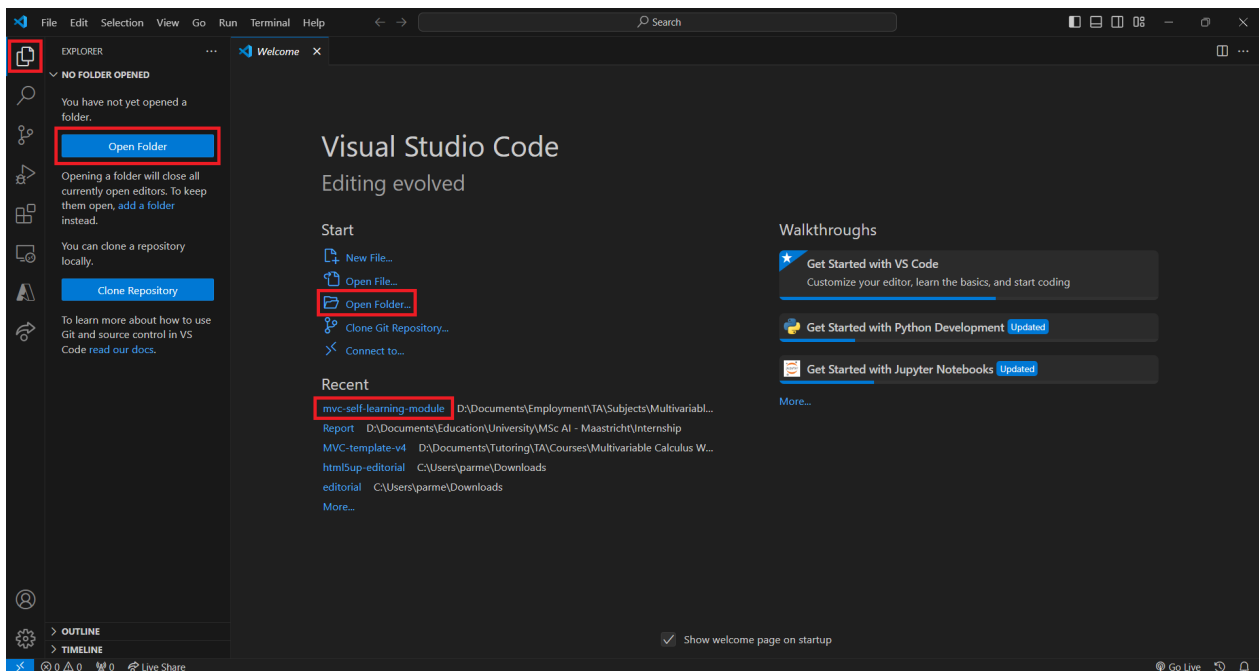 File Edit Selection View Go Run Terminal Help
Search
EXPLORER
Welcome
NO FOLDER OPENED
You have not yet opened a
folder.
Open Folder
Opening a folder will close all
currently open editors. To keep
them open, add a folder
instead.
You can clone a repository
locally.
Clone Repository
To learn more about how to use
Git and source control in VS
Code read our docs.
OUTLINE
TIMELINE
Visual Studio Code
Editing evolved
Start
New File...
Open File...
Open Folder...
Clone Git Repository...
Connect to...
Recent
mvc-self-learning-module D:\Documents\Employment\TA\Subjects\Multivariabl...
Report D:\Documents\Education\University\MSc AI - Maastricht\Internship
MVC-template-v4 D:\Documents\Tutoring\TA\Courses\Multivariable Calculus W...
html5up-editorial C:\Users\parme\Downloads
editorial C:\Users\parme\Downloads
More...
Walkthroughs
Get Started with VS Code
Customize your editor, learn the basics, and start coding
Get Started with Python Development Updated
Get Started with Jupyter Notebooks Updated
More...
Show welcome page on startup
0 0 0 Live Share
Go Live